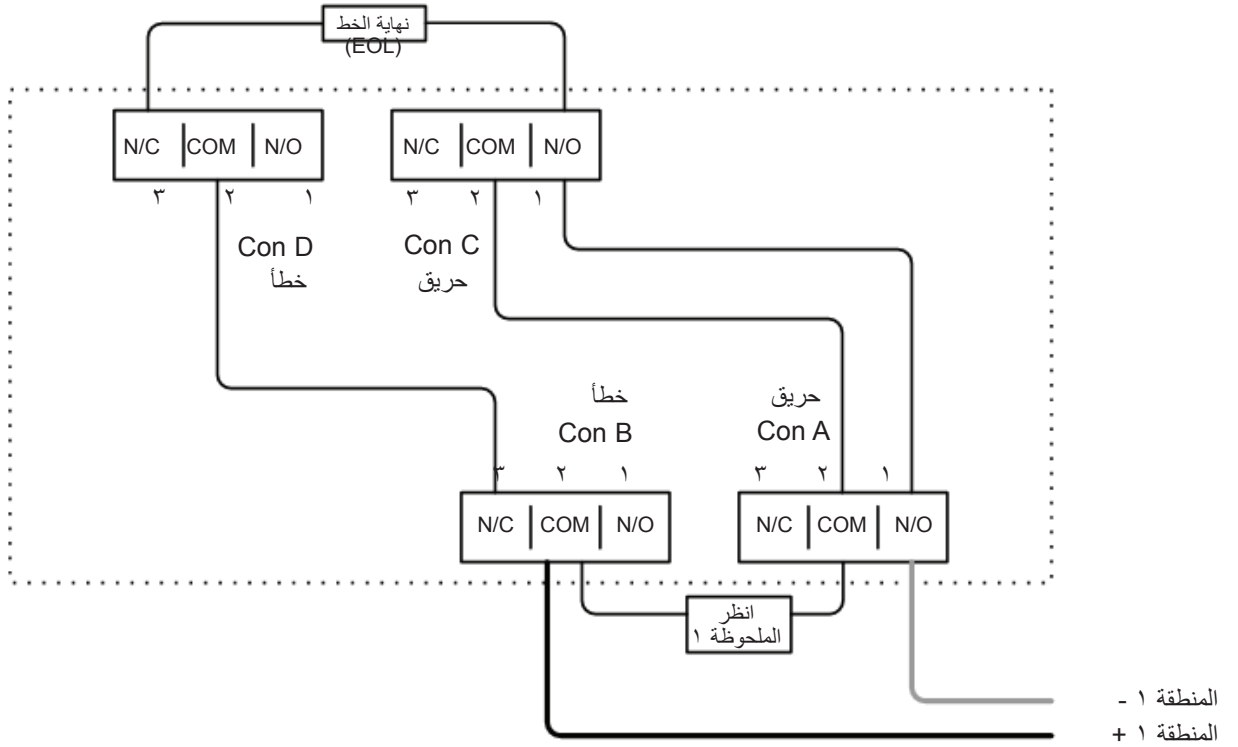 نهاية الخط
(EOL)
N/C COM N/O
N/C COM N/O
٣ ٢ ١
٣ ٢ ١
Con D
خطأ
Con C
حريق
خطأ
Con B
حريق
Con A
٣ ٢ ١
٣ ٢ ١
N/C COM N/O
N/C COM N/O
انظر
الملحوظة ١
المنطقة ١ -
المنطقة ١ +